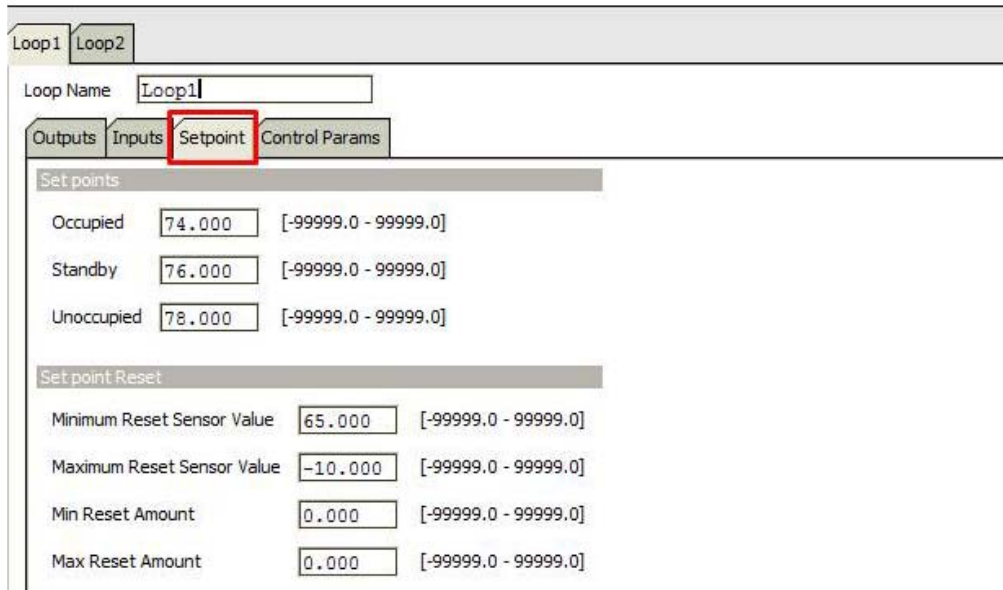 Loop1 Loop2
Loop Name Loop1
Outputs Inputs Setpoint Control Params
Set points
Occupied 74.000 [-99999.0 - 99999.0]
Standby 76.000 [-99999.0 - 99999.0]
Unoccupied 78.000 [-99999.0 - 99999.0]
Set point Reset
Minimum Reset Sensor Value 65.000 [-99999.0 - 99999.0]
Maximum Reset Sensor Value -10.000 [-99999.0 - 99999.0]
Min Reset Amount 0.000 [-99999.0 - 99999.0]
Max Reset Amount 0.000 [-99999.0 - 99999.0]